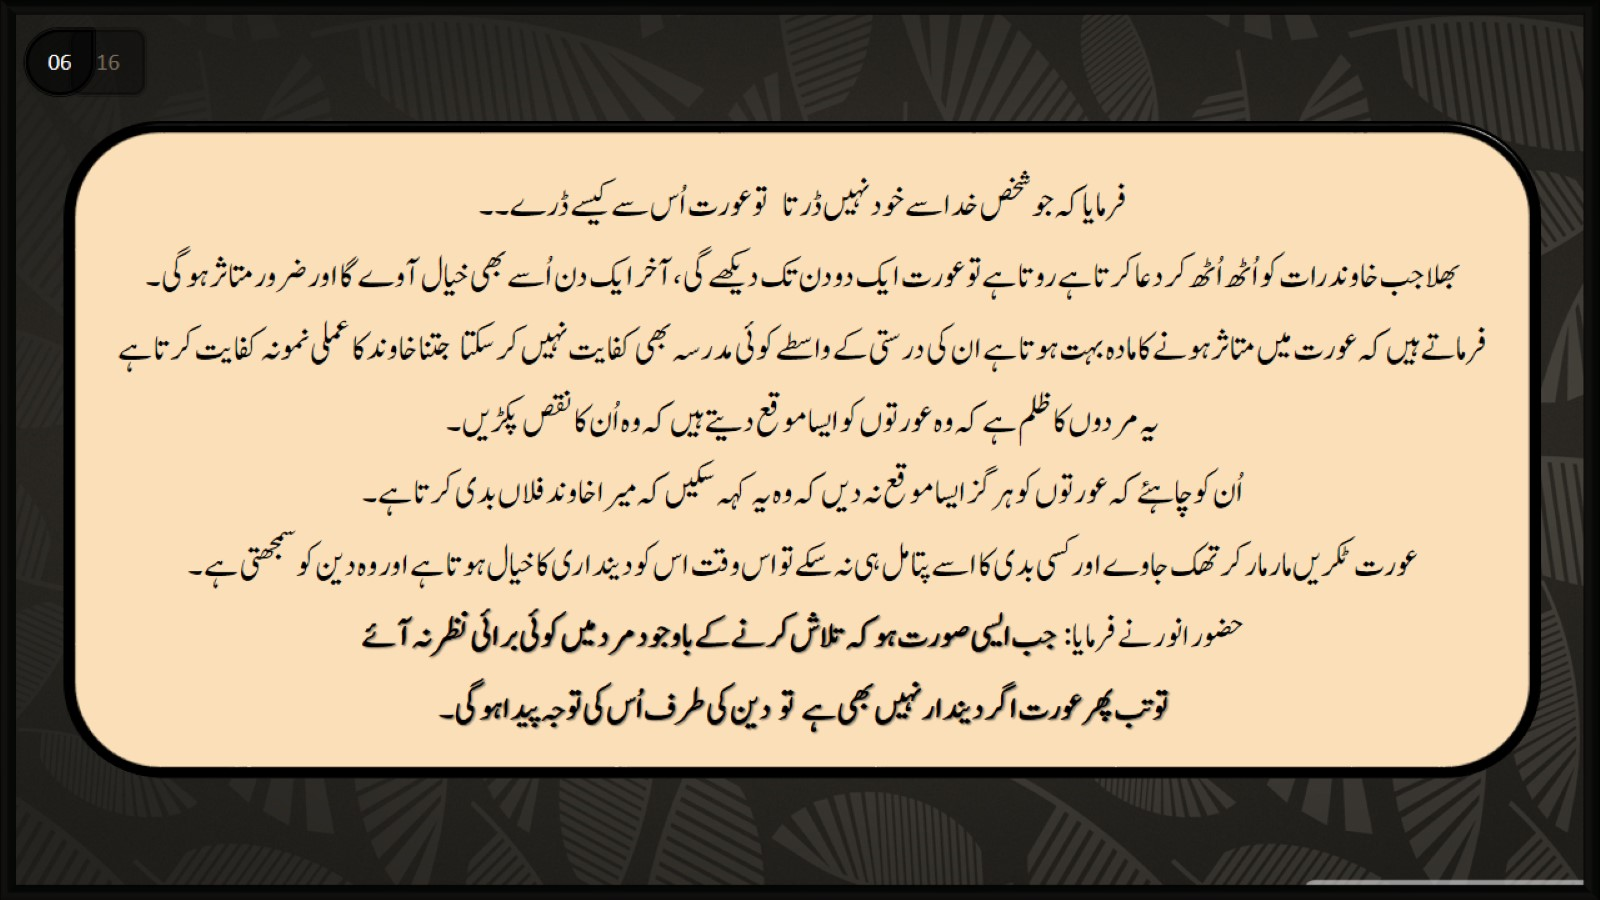 06 16
فرمایا کہ جو شخص خدا سے خود نہیں ڈرتا تو عورت اُس سے کیسے ڈرے۔۔
بھلا جب خاوند رات کو اُٹھ اُٹھ کر دعا کرتا ہے روتا ہے تو عورت ایک دو دن تک دیکھے گی، آخر ایک دن اُسے بھی خیال آوے گا اور ضرور متاثر ہو گی۔
فرماتے ہیں کہ عورت میں متاثر ہونے کا مادہ بہت ہوتا ہے ان کی درستی کے واسطے کوئی مدرسہ بھی کفایت نہیں کر سکتا جتنا خاوند کا عملی نمونہ کفایت کرتا ہے
یہ مردوں کا ظلم ہے کہ وہ عورتوں کو ایسا موقع دیتے ہیں کہ وہ اُن کا نقص پکڑیں۔
اُن کو چاہئے کہ عورتوں کو ہر گز ایسا موقع نہ دیں کہ وہ یہ کہہ سکیں کہ میرا خاوند فلاں بدی کرتا ہے۔
عورت ٹکریں مار مار کر تھک جاوے اور کسی بدی کا اسے پتا مل ہی نہ سکے تو اس وقت اس کو دینداری کا خیال ہوتا ہے اور وہ دین کو سمجھتی ہے۔
حضور انور نے فرمایا: جب ایسی صورت ہو کہ تلاش کرنے کے باوجود مرد میں کوئی برائی نظر نہ آئے
تو تب پھر عورت اگر دیندار نہیں بھی ہے تو دین کی طرف اُس کی توجہ پیدا ہو گی۔